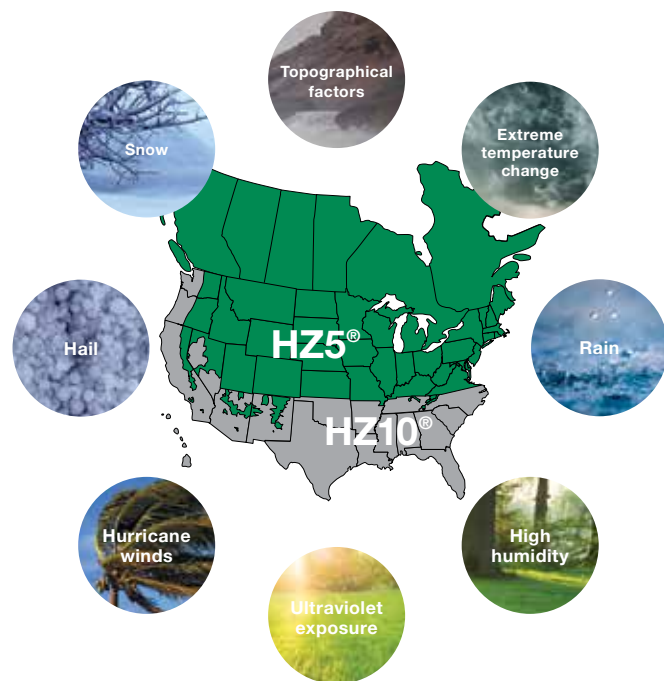 Topographical
factors
Snow
Extreme
temperature
change
HZ5®
Hail
Rain
HZ10®
Hurricane
winds
High
humidity
Ultraviolet
exposure